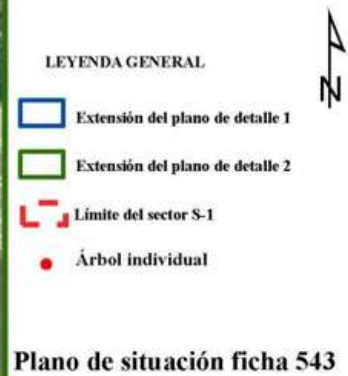 N
LEYENDA GENERAL
Extensión del plano de detalle 1
Extensión del plano de detalle 2
Límite del sector S-1
Árbol individual
Plano de situación ficha 543